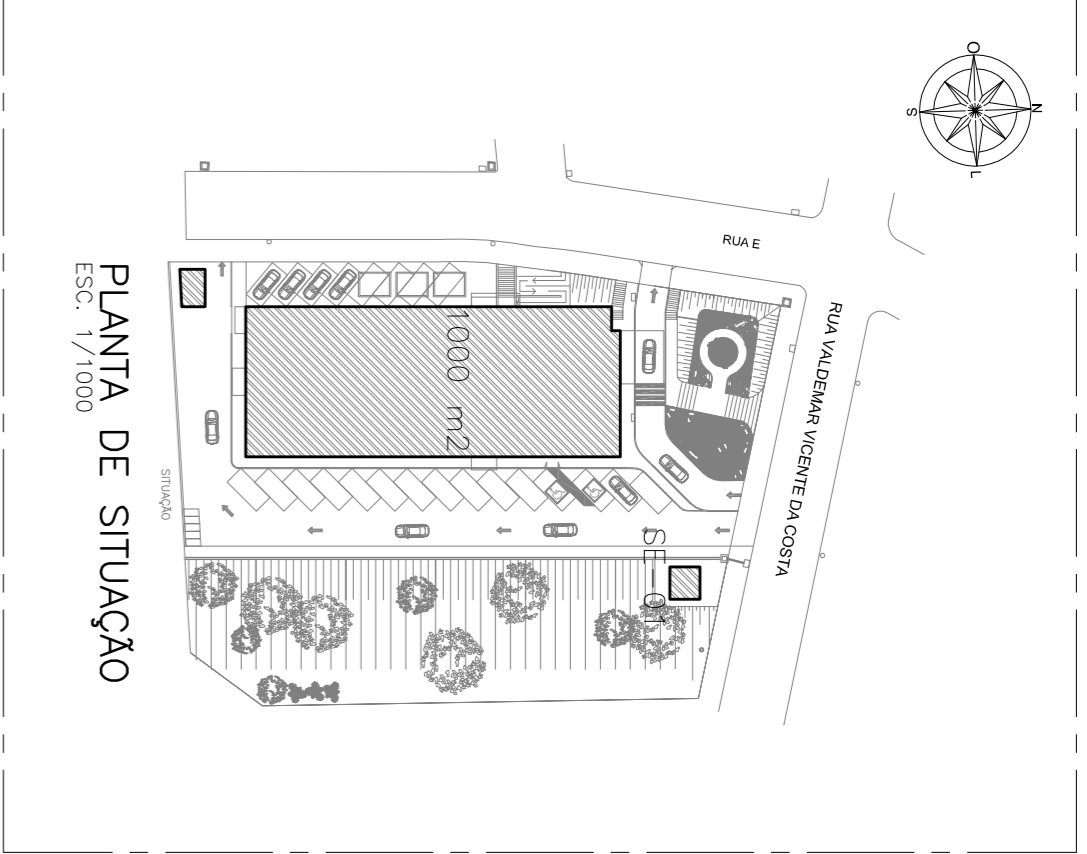 O
N
S
L
RUA E
RUA VALDEMAR VICENTE DA COSTA
1000 m2
SE-01
SITUAÇÃO
PLANTA DE SITUAÇÃO
ESC. 1/1000